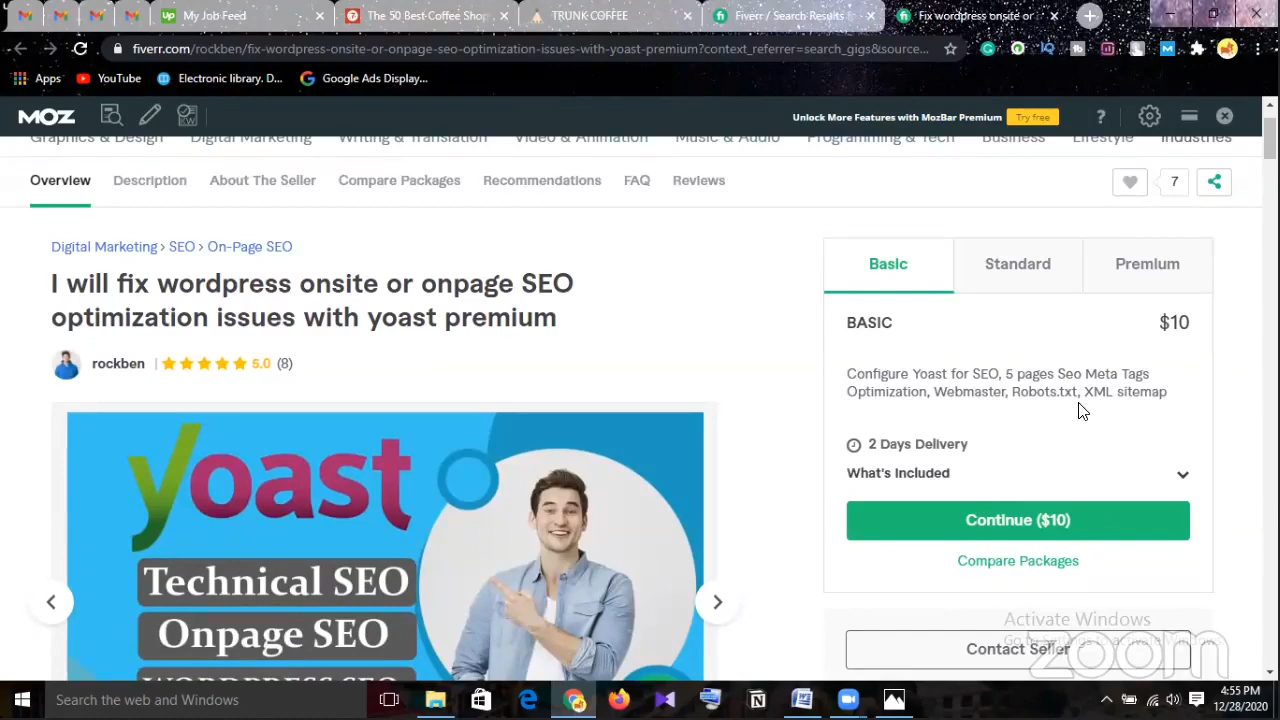 My Job Feed
The 50 Best Coffee Shop
TRUNK COFFEE
Fiverr / Search Results
Fix wordpress onsite or
fiverr.com/rockben/fix-wordpress-onsite-or-onpage-seo-optimization-issues-with-yoast-premium?context_referrer=search_gigs&source...
Apps
YouTube
Electronic library. D...
Google Ads Display...
MOZ
Unlock More Features with MozBar Premium
Try free
?
Graphics & Design
Digital Marketing
Writing & Translation
Video & Animation
Music & Audio
Programming & Tech
Business
Lifestyle
Industries
Overview
Description
About The Seller
Compare Packages
Recommendations
FAQ
Reviews
7
Digital Marketing > SEO > On-Page SEO
I will fix wordpress onsite or onpage SEO
optimization issues with yoast premium
rockben
5.0 (8)
yoast
Technical SEO
Onpage SEO
WORDPRESS SEO
Basic
Standard
Premium
BASIC
$10
Configure Yoast for SEO, 5 pages Seo Meta Tags
Optimization, Webmaster, Robots.txt, XML sitemap
2 Days Delivery
What's Included
Continue ($10)
Compare Packages
Activate Windows
Contact Seller
zoom
Search the web and Windows
4:55 PM
12/28/2020